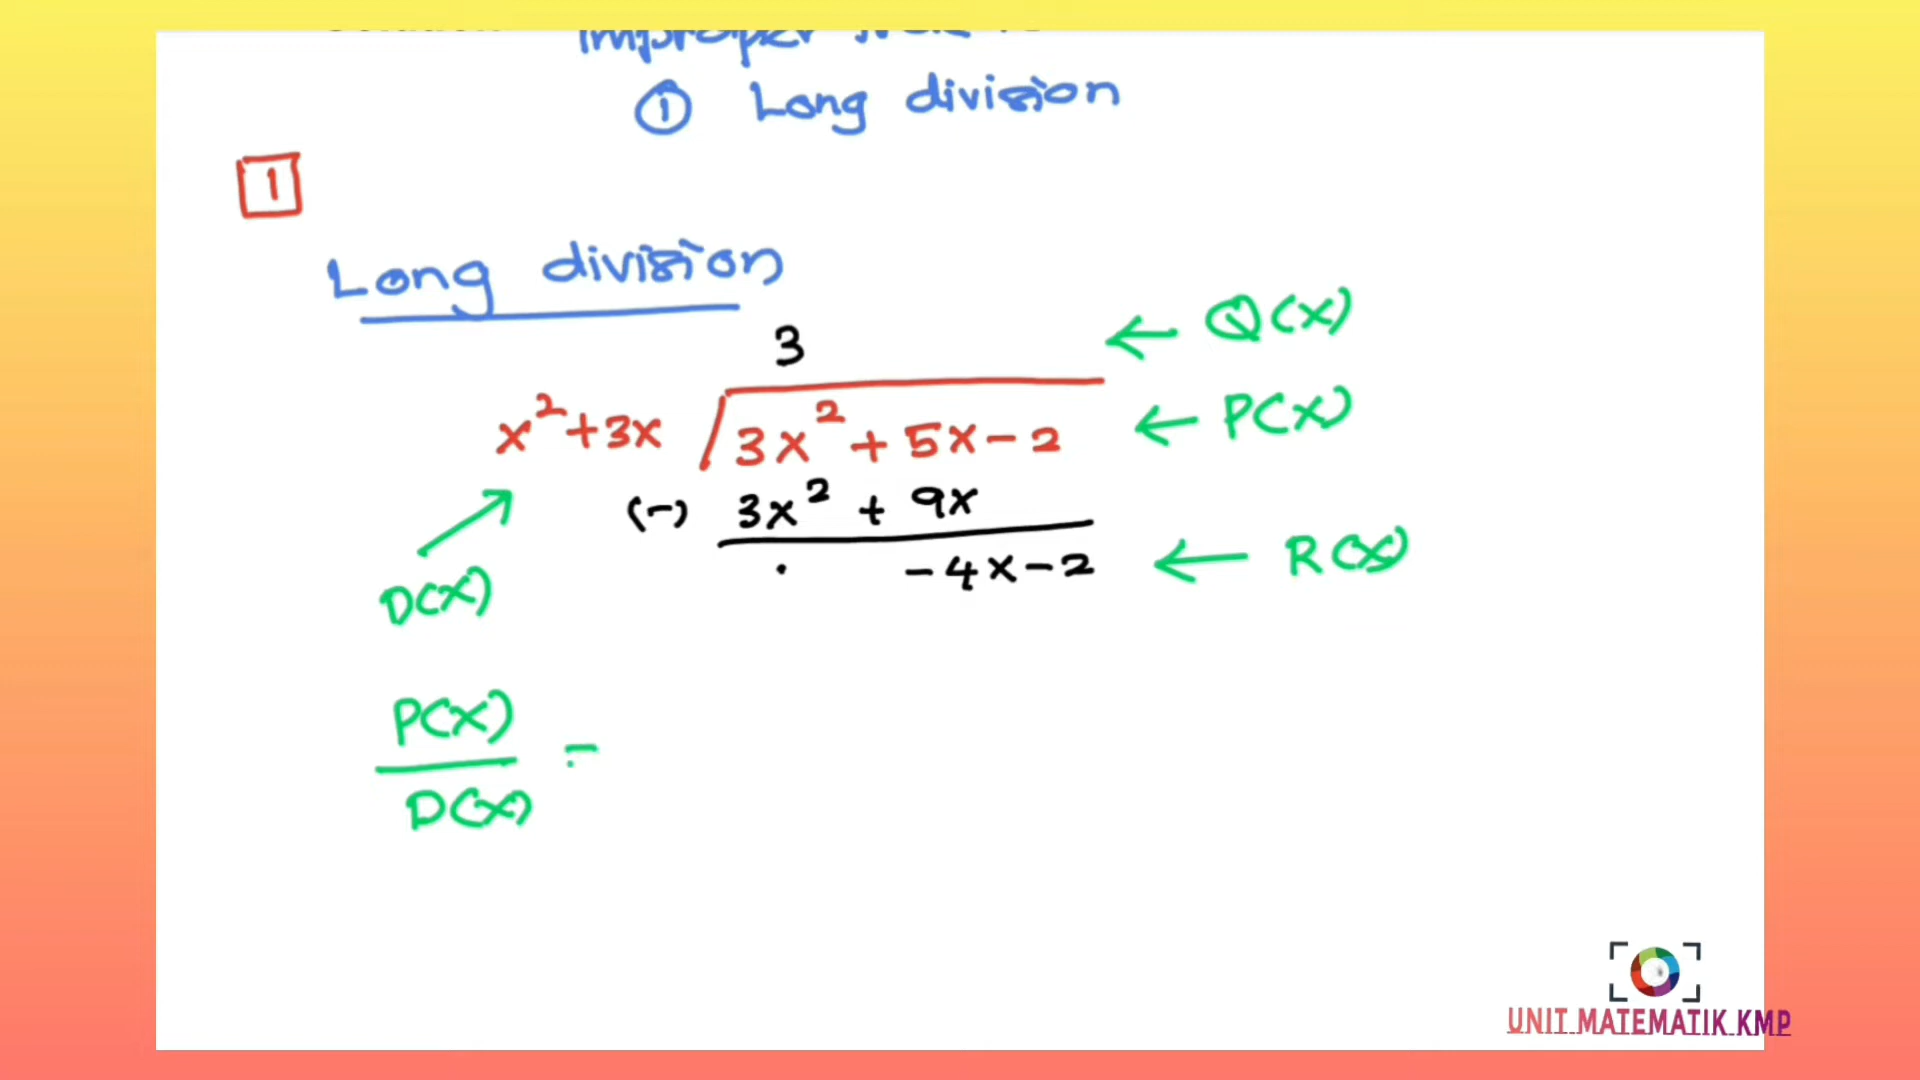 ① Long division
1
Long division
3 ← Q(x)
x²+3x 3x² + 5x - 2 ← P(x)
(-) 3x² + 9x
- 4x - 2 ← R(x)
D(x)
P(x)
D(x) =
UNIT.MATEMATIK.KMP